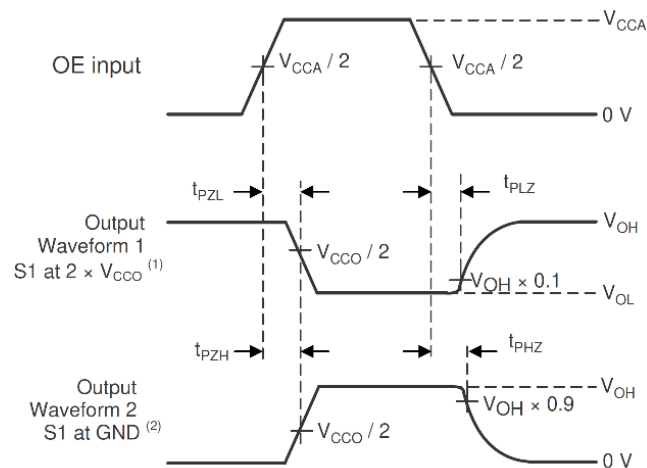 V_CCA
OE input
V_CCA / 2
V_CCA / 2
0 V
t_PZL
t_PLZ
Output
Waveform 1
S1 at 2 × V_CCO (1)
V_CCO / 2
V_OH
V_OH × 0.1
V_OL
t_PZH
t_PHZ
Output
Waveform 2
S1 at GND (2)
V_CCO / 2
V_OH
V_OH × 0.9
0 V